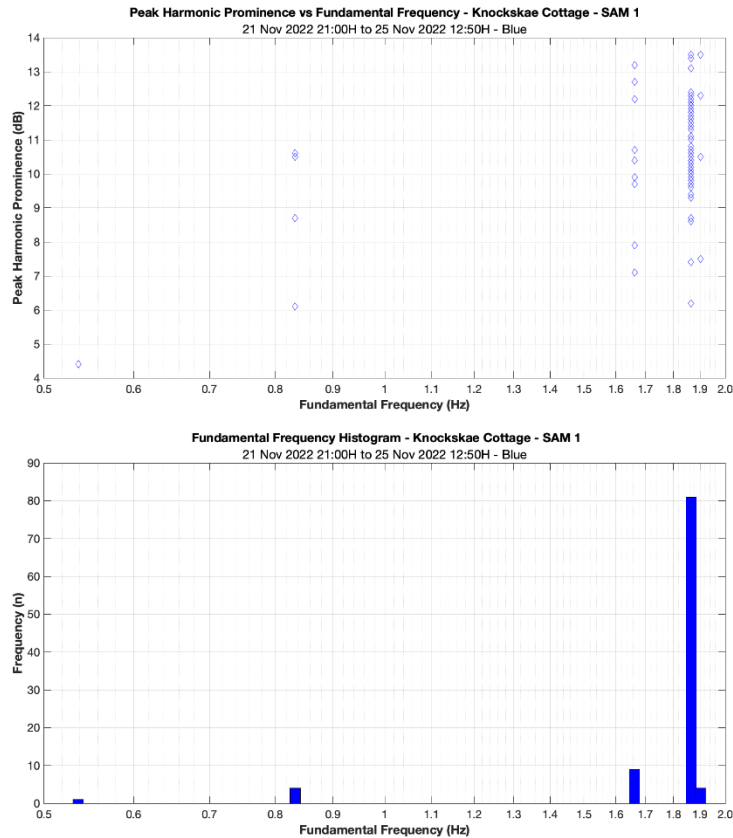 Peak Harmonic Prominence vs Fundamental Frequency - Knockskae Cottage - SAM 1
21 Nov 2022 21:00H to 25 Nov 2022 12:50H - Blue
Peak Harmonic Prominence (dB)
14
13
12
11
10
9
8
7
6
5
4
0.5 0.6 0.7 0.8 0.9 1 1.1 1.2 1.3 1.4 1.5 1.6 1.7 1.8 1.9 2.0
Fundamental Frequency (Hz)
Fundamental Frequency Histogram - Knockskae Cottage - SAM 1
21 Nov 2022 21:00H to 25 Nov 2022 12:50H - Blue
Frequency (n)
90
80
70
60
50
40
30
20
10
0
0.5 0.6 0.7 0.8 0.9 1 1.1 1.2 1.3 1.4 1.5 1.6 1.7 1.8 1.9 2.0
Fundamental Frequency (Hz)